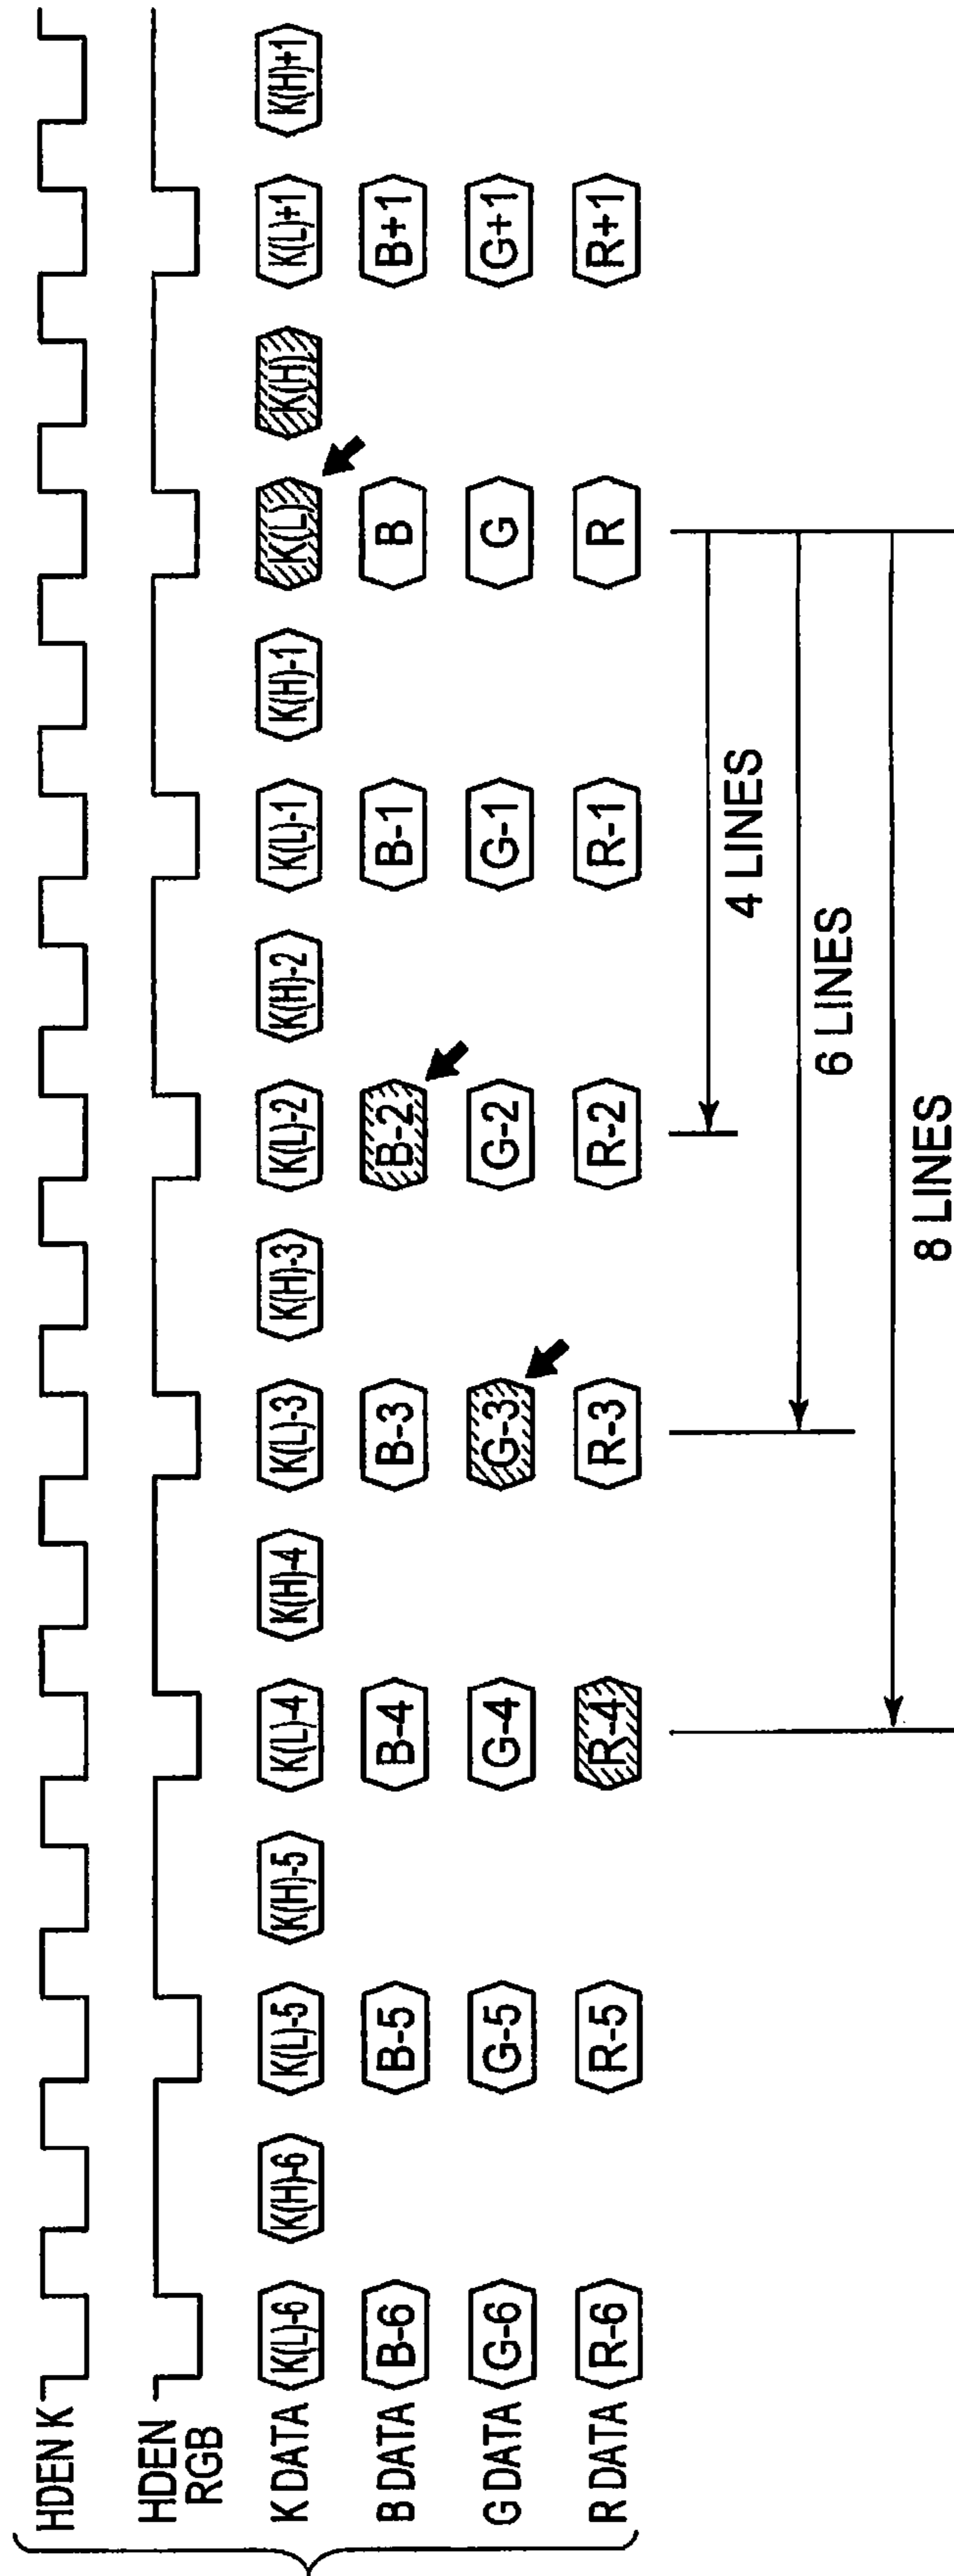 HDEN K
HDEN
RGB
K DATA K(L)-6 K(H)-6 K(L)-5 K(H)-5 K(L)-4 K(H)-4 K(L)-3 K(H)-3 K(L)-2 K(H)-2 K(L)-1 K(H)-1 K(L) K(H) K(L)+1 K(H)+1
B DATA B-6 B-5 B-4 B-3 B-2 B-1 B B+1
G DATA G-6 G-5 G-4 G-3 G-2 G-1 G G+1
R DATA R-6 R-5 R-4 R-3 R-2 R-1 R R+1
4 LINES
6 LINES
8 LINES